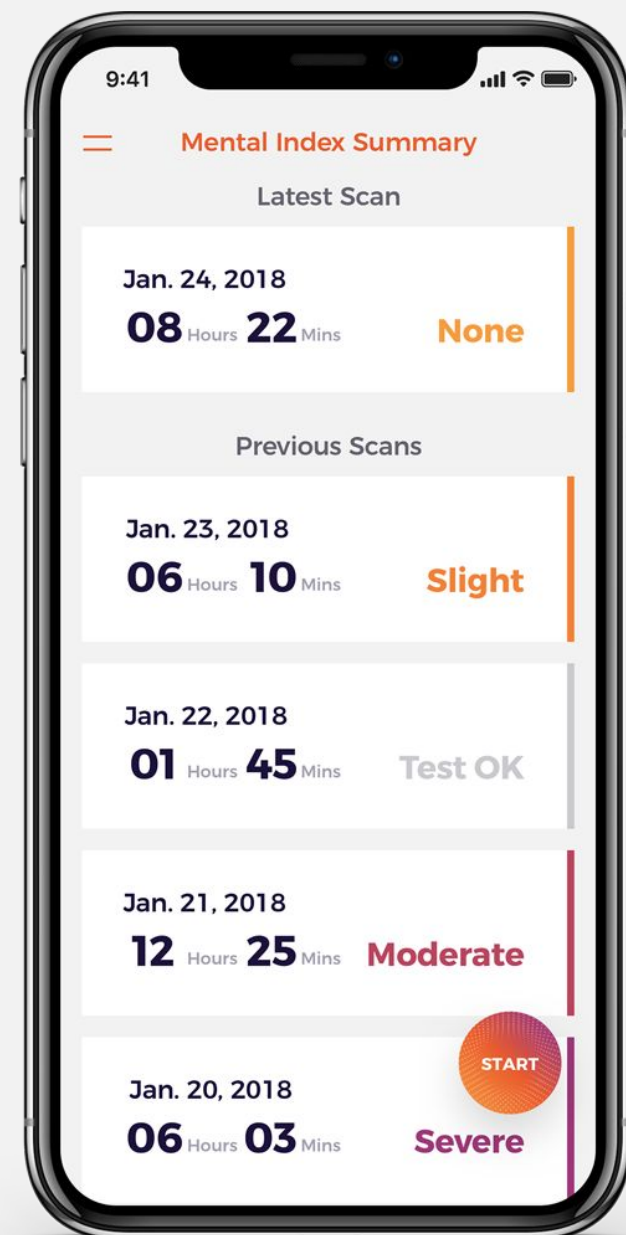 9:41
Mental Index Summary
Latest Scan
Jan. 24, 2018
08 Hours 22 Mins None
Previous Scans
Jan. 23, 2018
06 Hours 10 Mins Slight
Jan. 22, 2018
01 Hours 45 Mins Test OK
Jan. 21, 2018
12 Hours 25 Mins Moderate
START
Jan. 20, 2018
06 Hours 03 Mins Severe